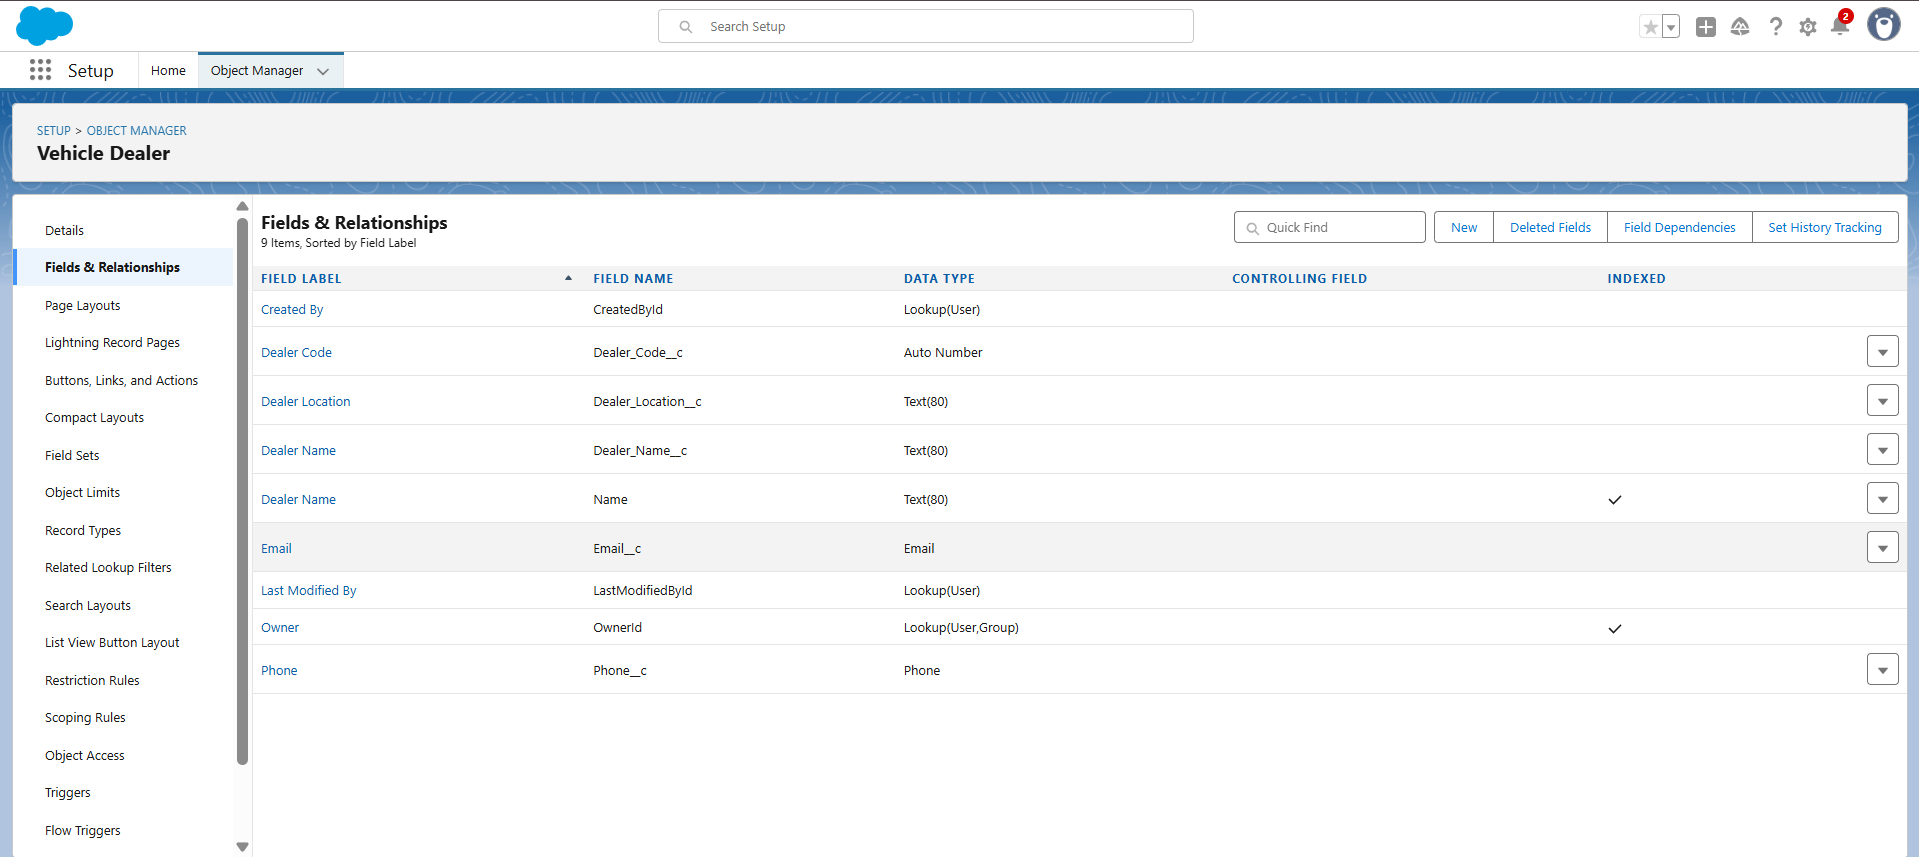 Search Setup
2
Setup
Home
Object Manager
SETUP > OBJECT MANAGER
Vehicle Dealer
Details
Fields & Relationships
Page Layouts
Lightning Record Pages
Buttons, Links, and Actions
Compact Layouts
Field Sets
Object Limits
Record Types
Related Lookup Filters
Search Layouts
List View Button Layout
Restriction Rules
Scoping Rules
Object Access
Triggers
Flow Triggers
Fields & Relationships
9 Items, Sorted by Field Label
Quick Find
New
Deleted Fields
Field Dependencies
Set History Tracking
FIELD LABEL FIELD NAME DATA TYPE CONTROLLING FIELD INDEXED
Created By CreatedById Lookup(User)
Dealer Code Dealer_Code__c Auto Number
Dealer Location Dealer_Location__c Text(80)
Dealer Name Dealer_Name__c Text(80)
Dealer Name Name Text(80)
Email Email__c Email
Last Modified By LastModifiedById Lookup(User)
Owner OwnerId Lookup(User,Group)
Phone Phone__c Phone